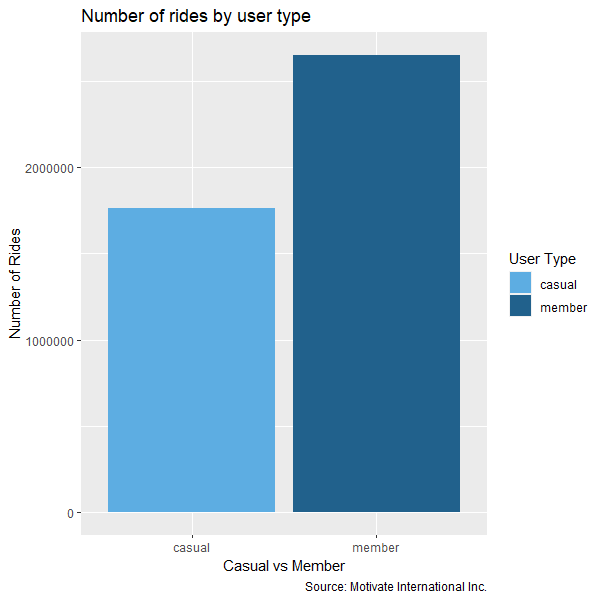 Number of rides by user type
Number of Rides
2000000
1000000
0
casual
member
Casual vs Member
User Type
casual
member
Source: Motivate International Inc.